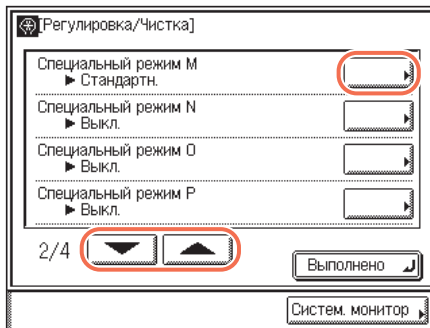 [Регулировка/Чистка]
Специальный режим M
▶ Стандартн.
Специальный режим N
▶ Выкл.
Специальный режим O
▶ Выкл.
Специальный режим P
▶ Выкл.
2/4
Выполнено
Систем. монитор